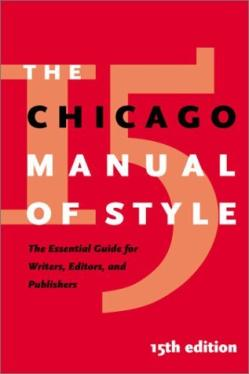 15
THE
CHICAGO
MANUAL
OF STYLE
The Essential Guide for
Writers, Editors, and
Publishers
15th edition